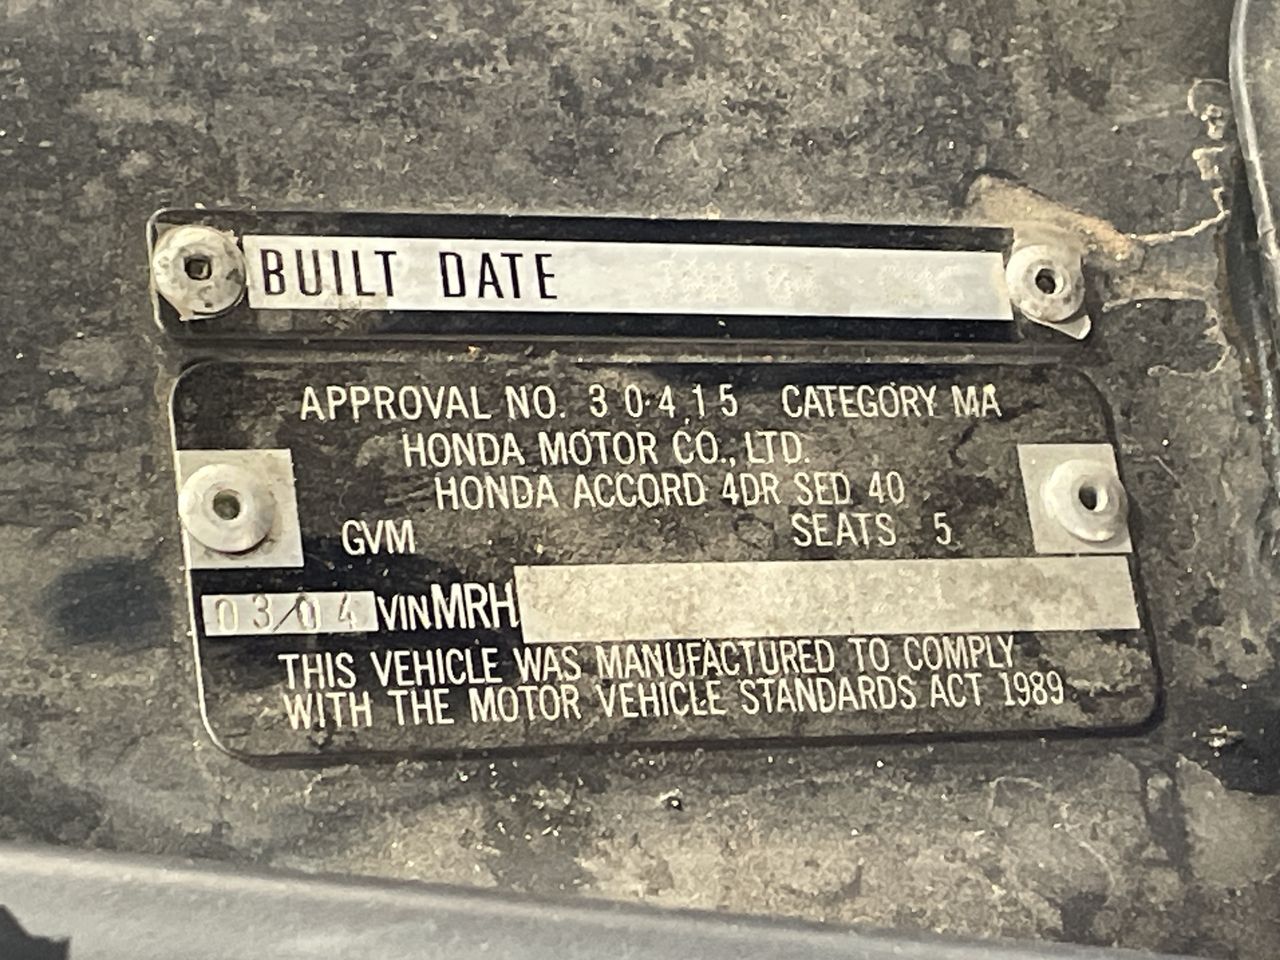 BUILT DATE
APPROVAL NO. 30415 CATEGORY MA
HONDA MOTOR CO., LTD.
HONDA ACCORD 4DR SED 40
GVM SEATS 5
03/04 VIN MRH
THIS VEHICLE WAS MANUFACTURED TO COMPLY
WITH THE MOTOR VEHICLE STANDARDS ACT 1989